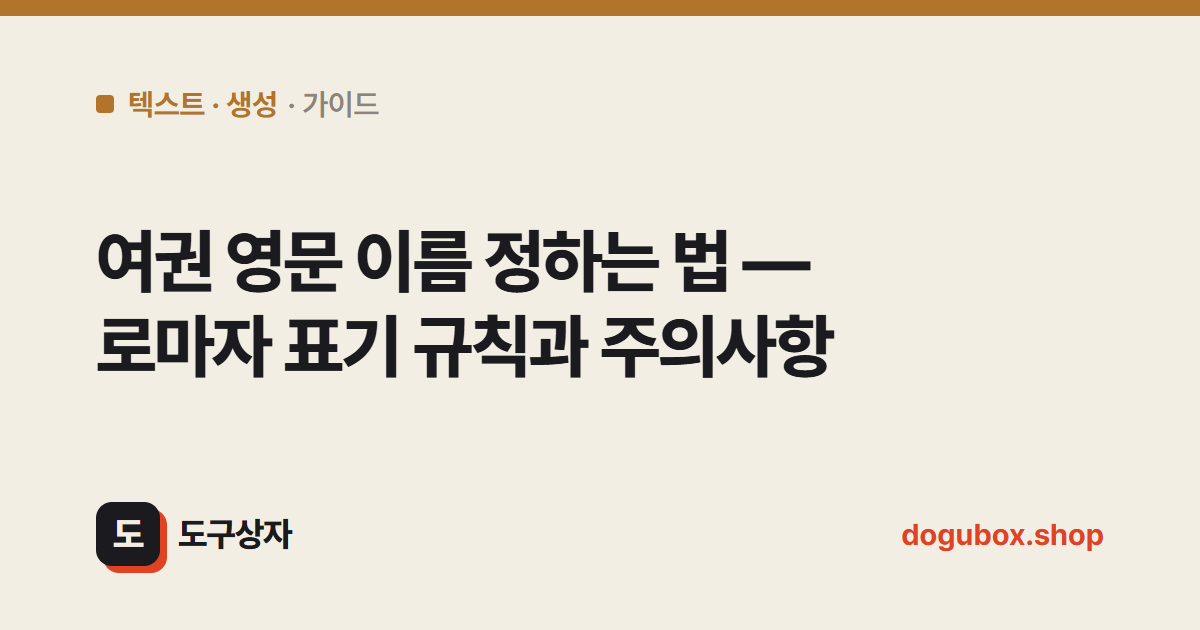 텍스트 · 생성 · 가이드
여권 영문 이름 정하는 법 —
로마자 표기 규칙과 주의사항
도 도구상자
dogubox.shop